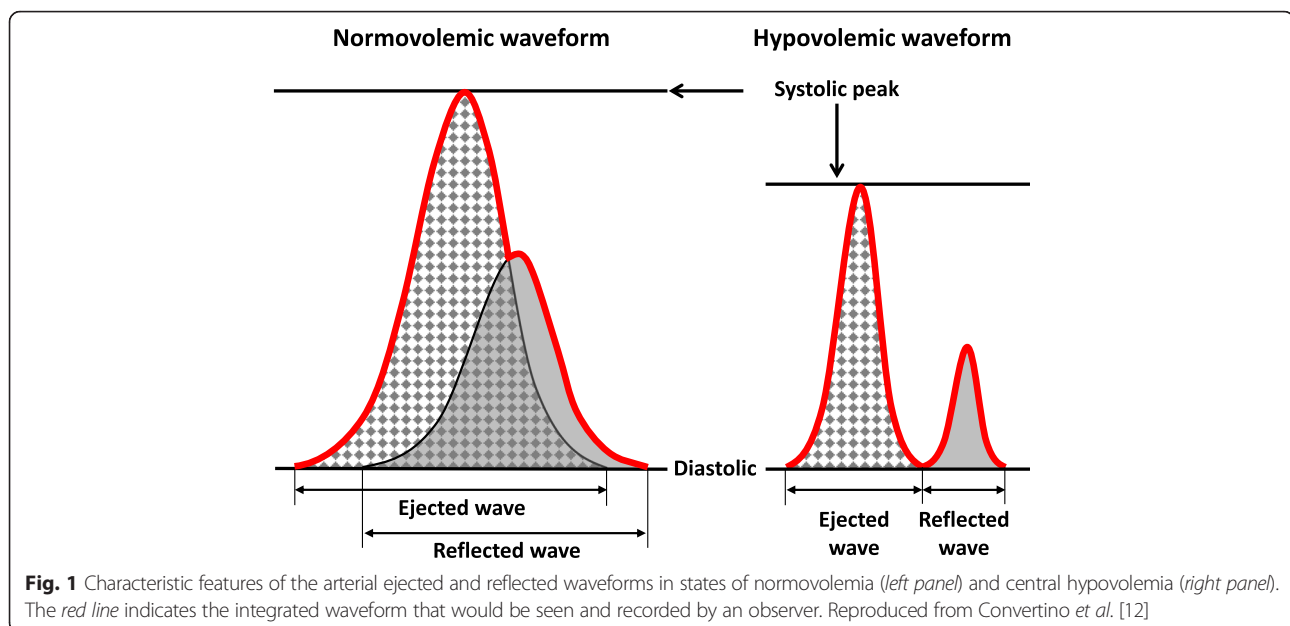 Normovolemic waveform
Hypovolemic waveform
Systolic peak
Diastolic
Ejected wave
Reflected wave
Ejected
wave
Reflected
wave
Fig. 1 Characteristic features of the arterial ejected and reflected waveforms in states of normovolemia (left panel) and central hypovolemia (right panel).
The red line indicates the integrated waveform that would be seen and recorded by an observer. Reproduced from Convertino et al. [12]